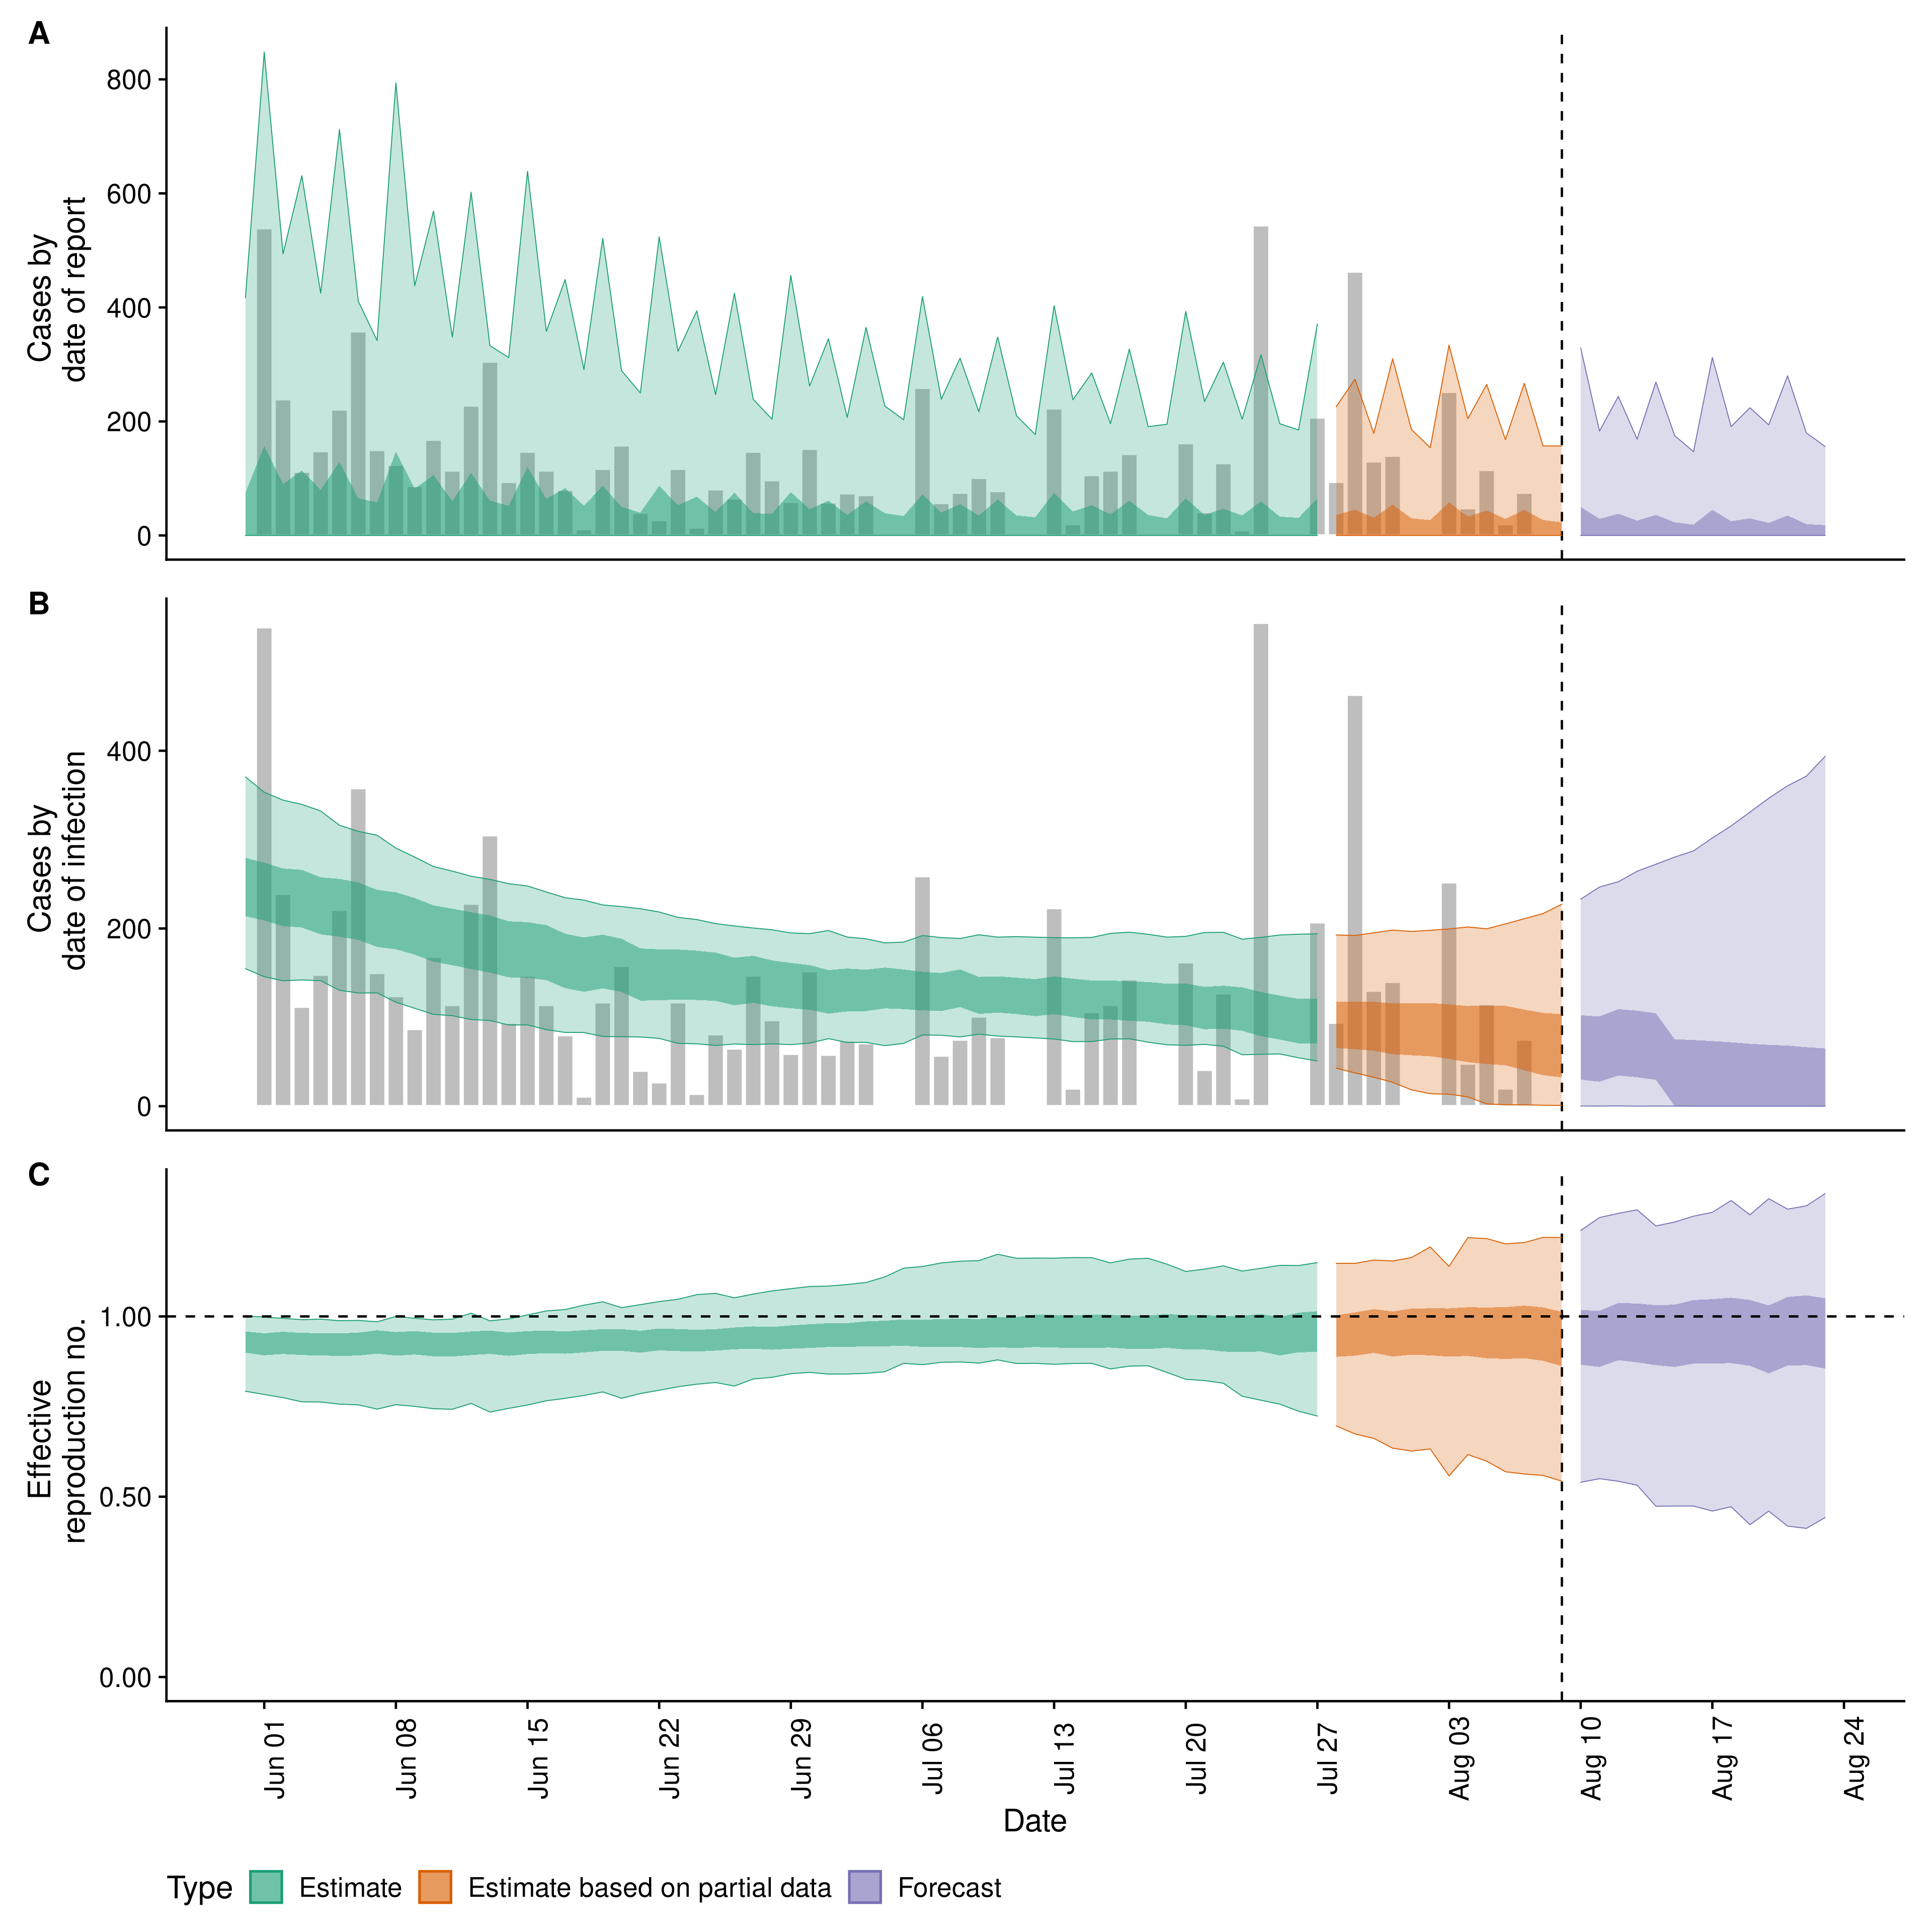 A
800
600
400
200
0
Cases by
date of report
B
400
200
0
Cases by
date of infection
C
1.00
0.50
0.00
Effective
reproduction no.
Jun 01
Jun 08
Jun 15
Jun 22
Jun 29
Jul 06
Jul 13
Jul 20
Jul 27
Aug 03
Aug 10
Aug 17
Aug 24
Date
Type
Estimate
Estimate based on partial data
Forecast